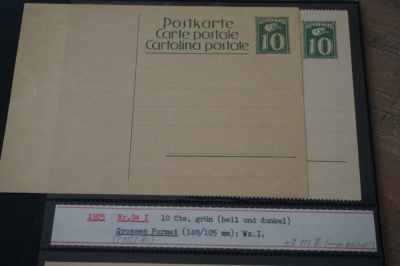 Postkarte
Carte postale
Cartolina postale
10
10
1925 Nr.94 I 10 Cts. grün (hell und dunkel)
Grosses Format (148/105 mm); Ws.I.